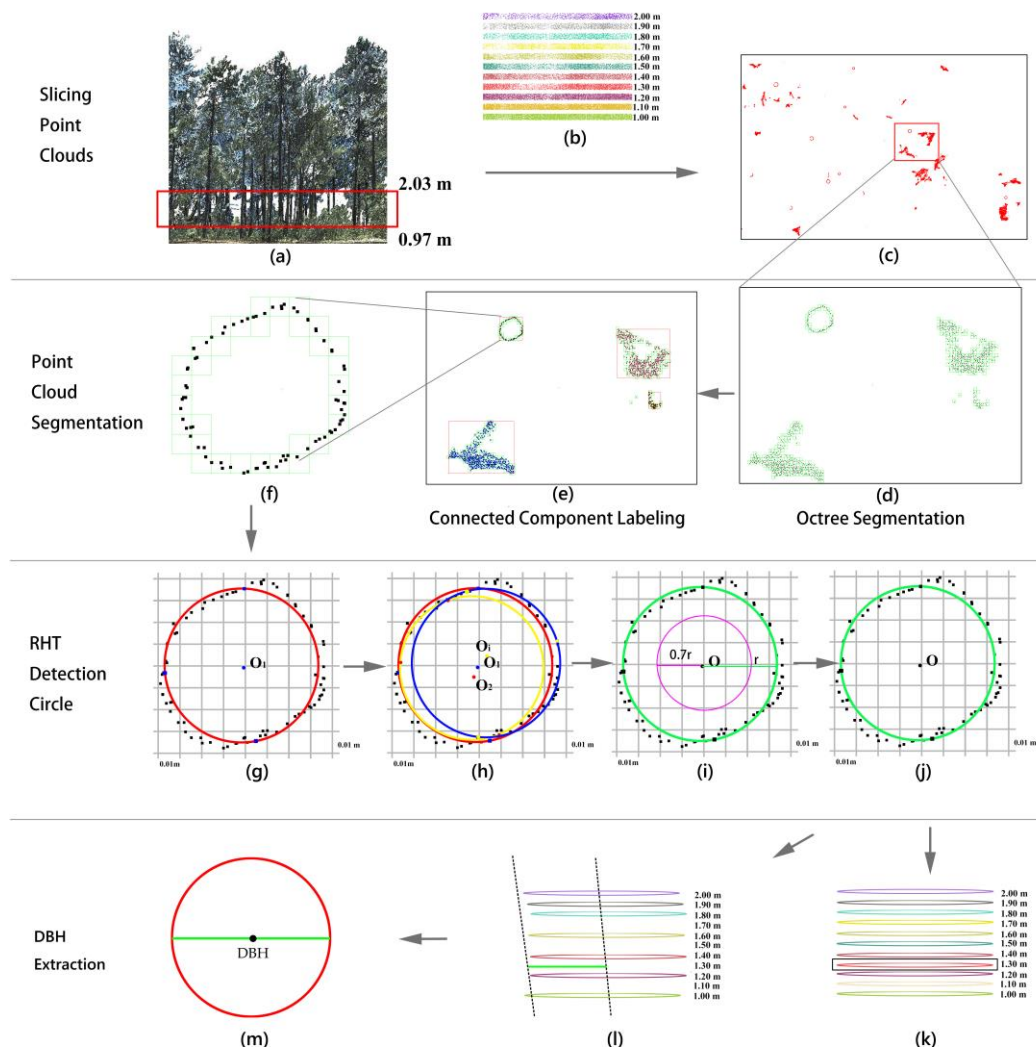 Slicing
Point
Clouds
2.03 m
0.97 m
(a)
2.00 m
1.90 m
1.80 m
1.70 m
1.60 m
1.50 m
1.40 m
1.30 m
1.20 m
1.10 m
1.00 m
(b)
(c)
Point
Cloud
Segmentation
(f)
(e)
Connected Component Labeling
(d)
Octree Segmentation
RHT
Detection
Circle
O1
0.01m
0.01 m
(g)
Oi
O1
O2
0.01m
0.01 m
(h)
0.7r
O
r
0.01m
0.01 m
(i)
O
0.01m
0.01 m
(j)
DBH
Extraction
DBH
(m)
2.00 m
1.90 m
1.80 m
1.70 m
1.60 m
1.50 m
1.40 m
1.30 m
1.20 m
1.10 m
1.00 m
(l)
2.00 m
1.90 m
1.80 m
1.70 m
1.60 m
1.50 m
1.40 m
1.30 m
1.20 m
1.10 m
1.00 m
(k)